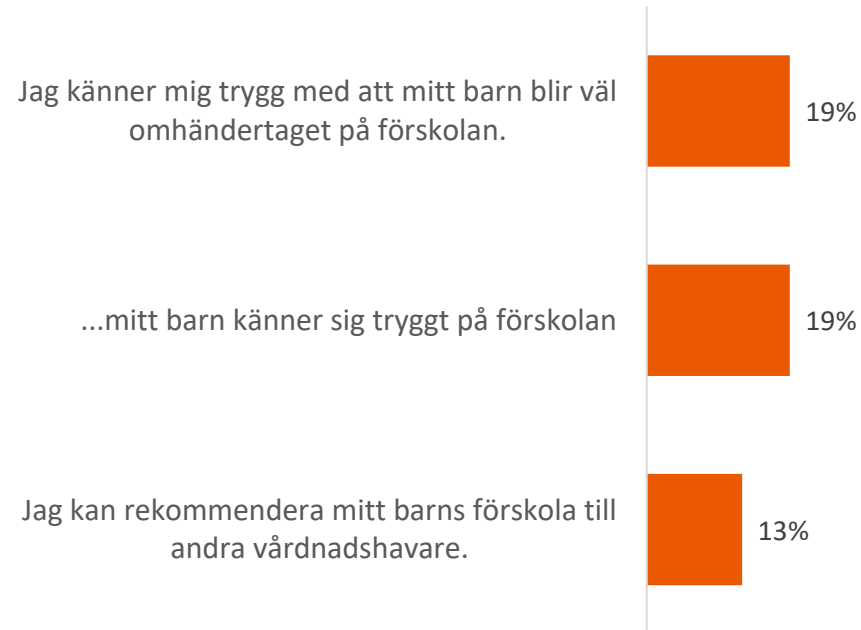 Jag känner mig trygg med att mitt barn blir väl
omhändertaget på förskolan.
19%
...mitt barn känner sig tryggt på förskolan
19%
Jag kan rekommendera mitt barns förskola till
andra vårdnadshavare.
13%